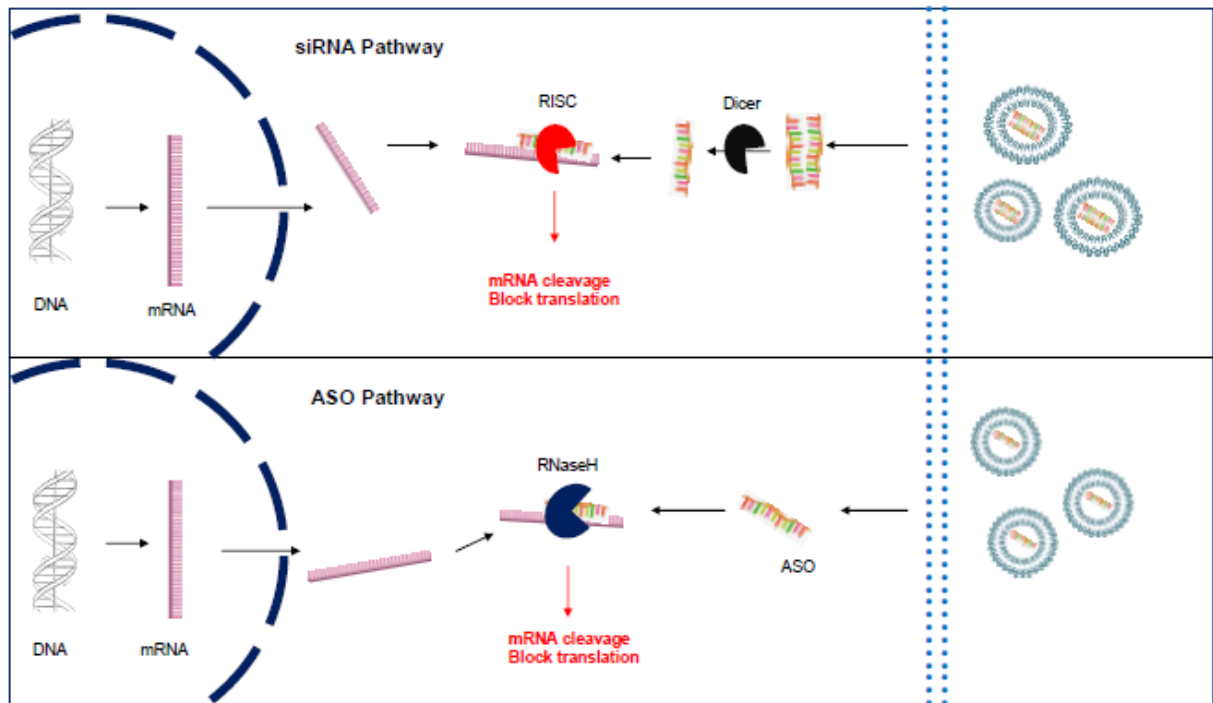 siRNA Pathway
RISC
Dicer
mRNA cleavage
Block translation
DNA
mRNA
ASO Pathway
RNaseH
ASO
mRNA cleavage
Block translation
DNA
mRNA